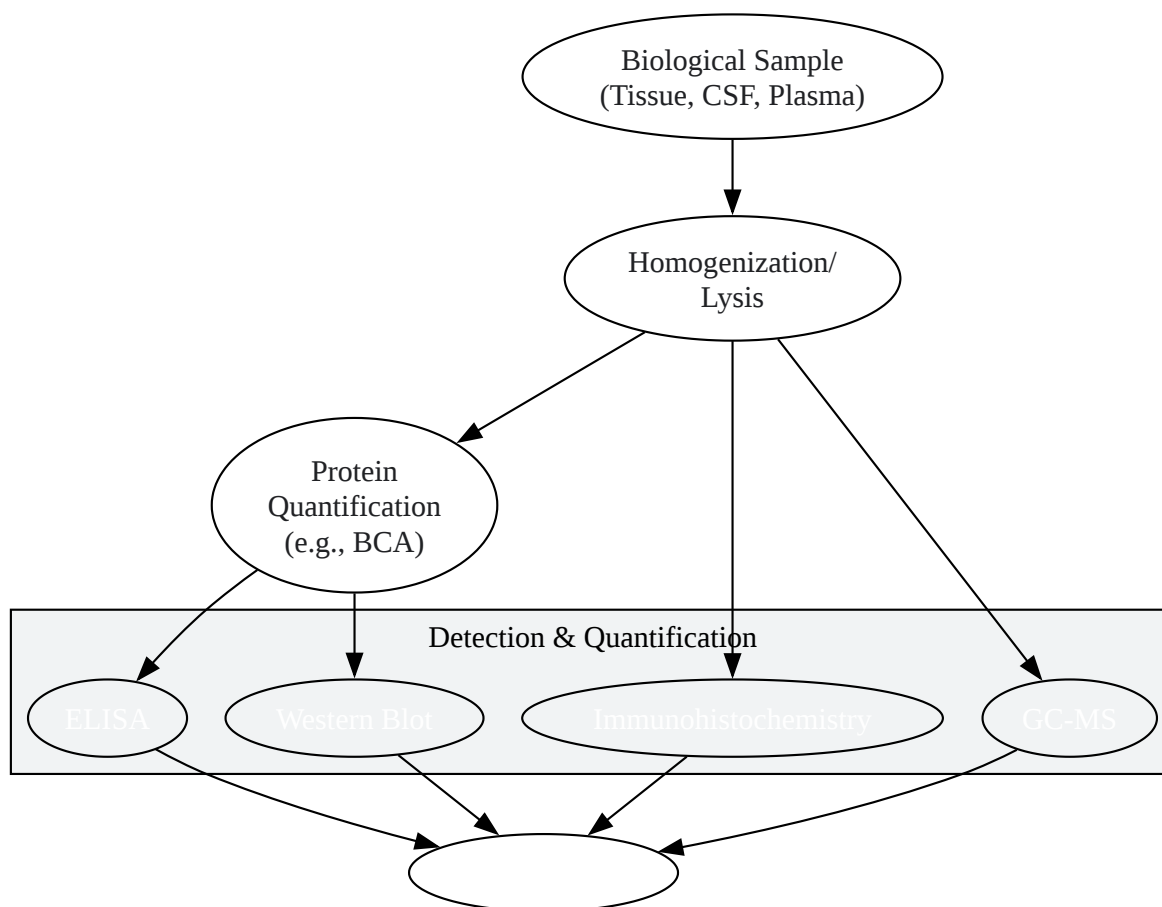 Biological Sample
(Tissue, CSF, Plasma)
Homogenization/
Lysis
Protein
Quantification
(e.g., BCA)
Detection & Quantification
ELISA
Western Blot
Immunohistochemistry
GC-MS